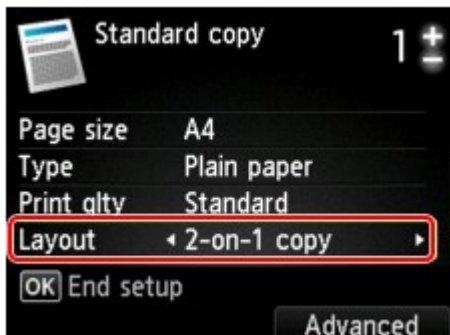 Standard copy 1
Page size A4
Type Plain paper
Print qlty Standard
Layout 2-on-1 copy
OK End setup
Advanced